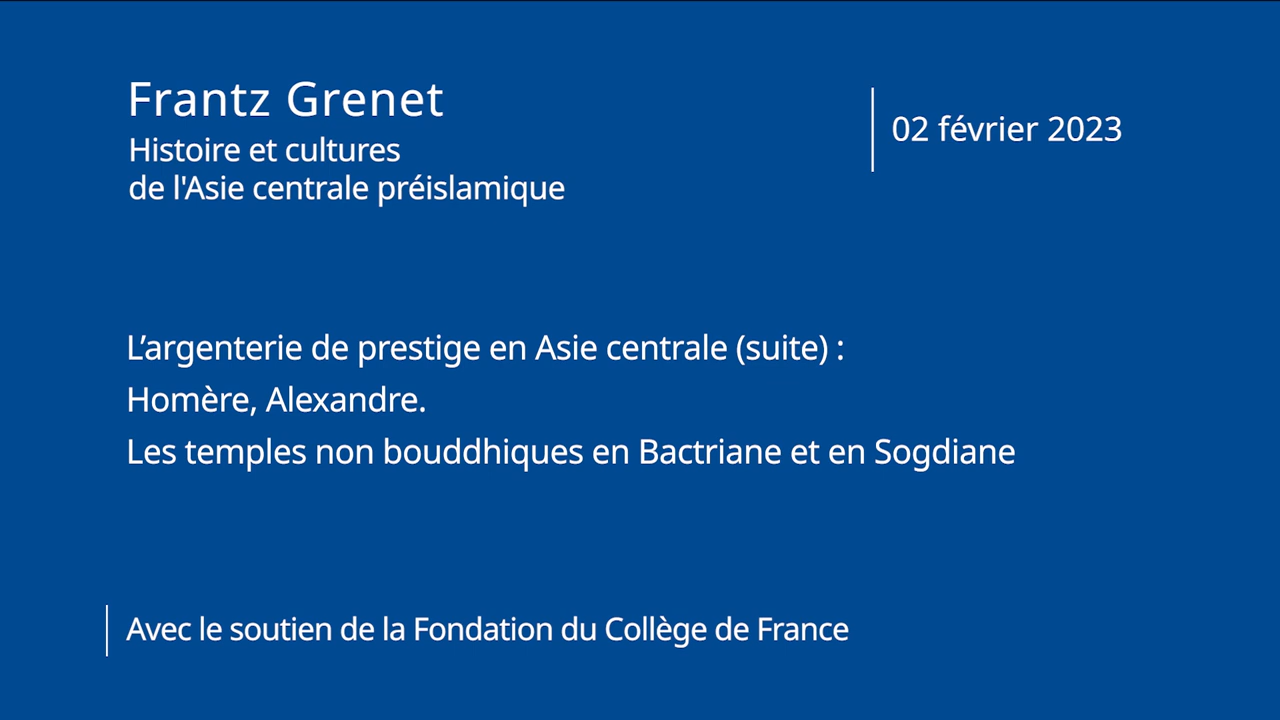 Frantz Grenet
Histoire et cultures
de l'Asie centrale préislamique
02 février 2023
L’argenterie de prestige en Asie centrale (suite) :
Homère, Alexandre.
Les temples non bouddhiques en Bactriane et en Sogdiane
Avec le soutien de la Fondation du Collège de France